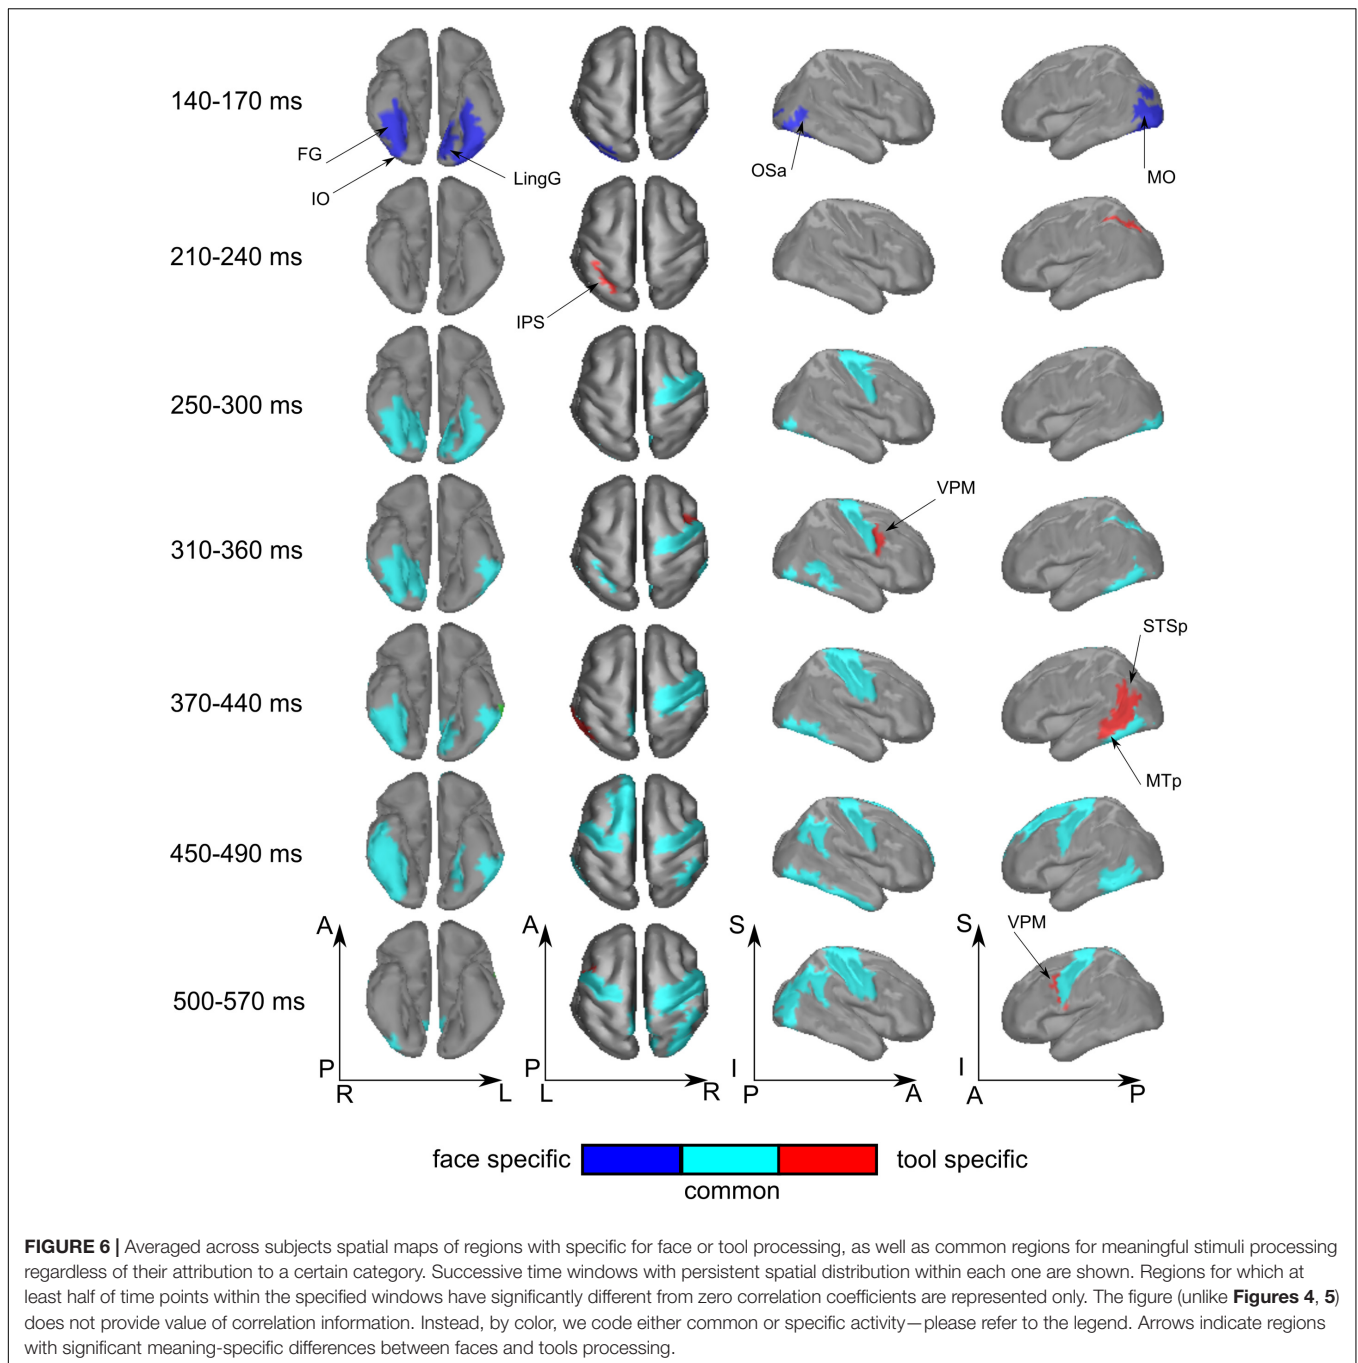 140-170 ms
FG
IO
LingG
OSa
MO
210-240 ms
IPS
250-300 ms
310-360 ms
VPM
370-440 ms
STSp
MTp
450-490 ms
500-570 ms
A
P
R
L
A
P
L
R
S
I
P
A
VPM
S
I
A
P
face specific
tool specific
common
FIGURE 6 | Averaged across subjects spatial maps of regions with specific for face or tool processing, as well as common regions for meaningful stimuli processing
regardless of their attribution to a certain category. Successive time windows with persistent spatial distribution within each one are shown. Regions for which at
least half of time points within the specified windows have significantly different from zero correlation coefficients are represented only. The figure (unlike Figures 4, 5)
does not provide value of correlation information. Instead, by color, we code either common or specific activity—please refer to the legend. Arrows indicate regions
with significant meaning-specific differences between faces and tools processing.